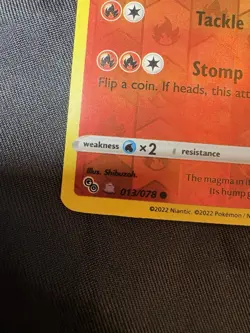 Tackle
Stomp
Flip a coin. If heads, this att
weakness ×2 resistance
The magma in i
its hump g
Illus. Shibuzoh.
013/078
©2022 Niantic. ©2022 Pokémon / N